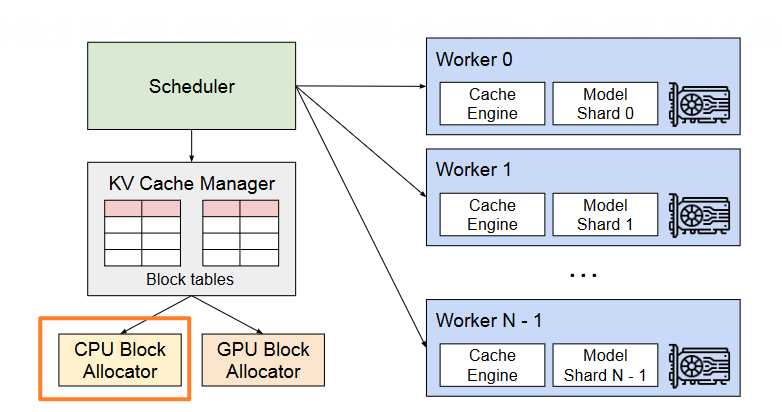 Scheduler
KV Cache Manager
Block tables
CPU Block
Allocator
GPU Block
Allocator
Worker 0
Cache
Engine
Model
Shard 0
Worker 1
Cache
Engine
Model
Shard 1
...
Worker N - 1
Cache
Engine
Model
Shard N - 1